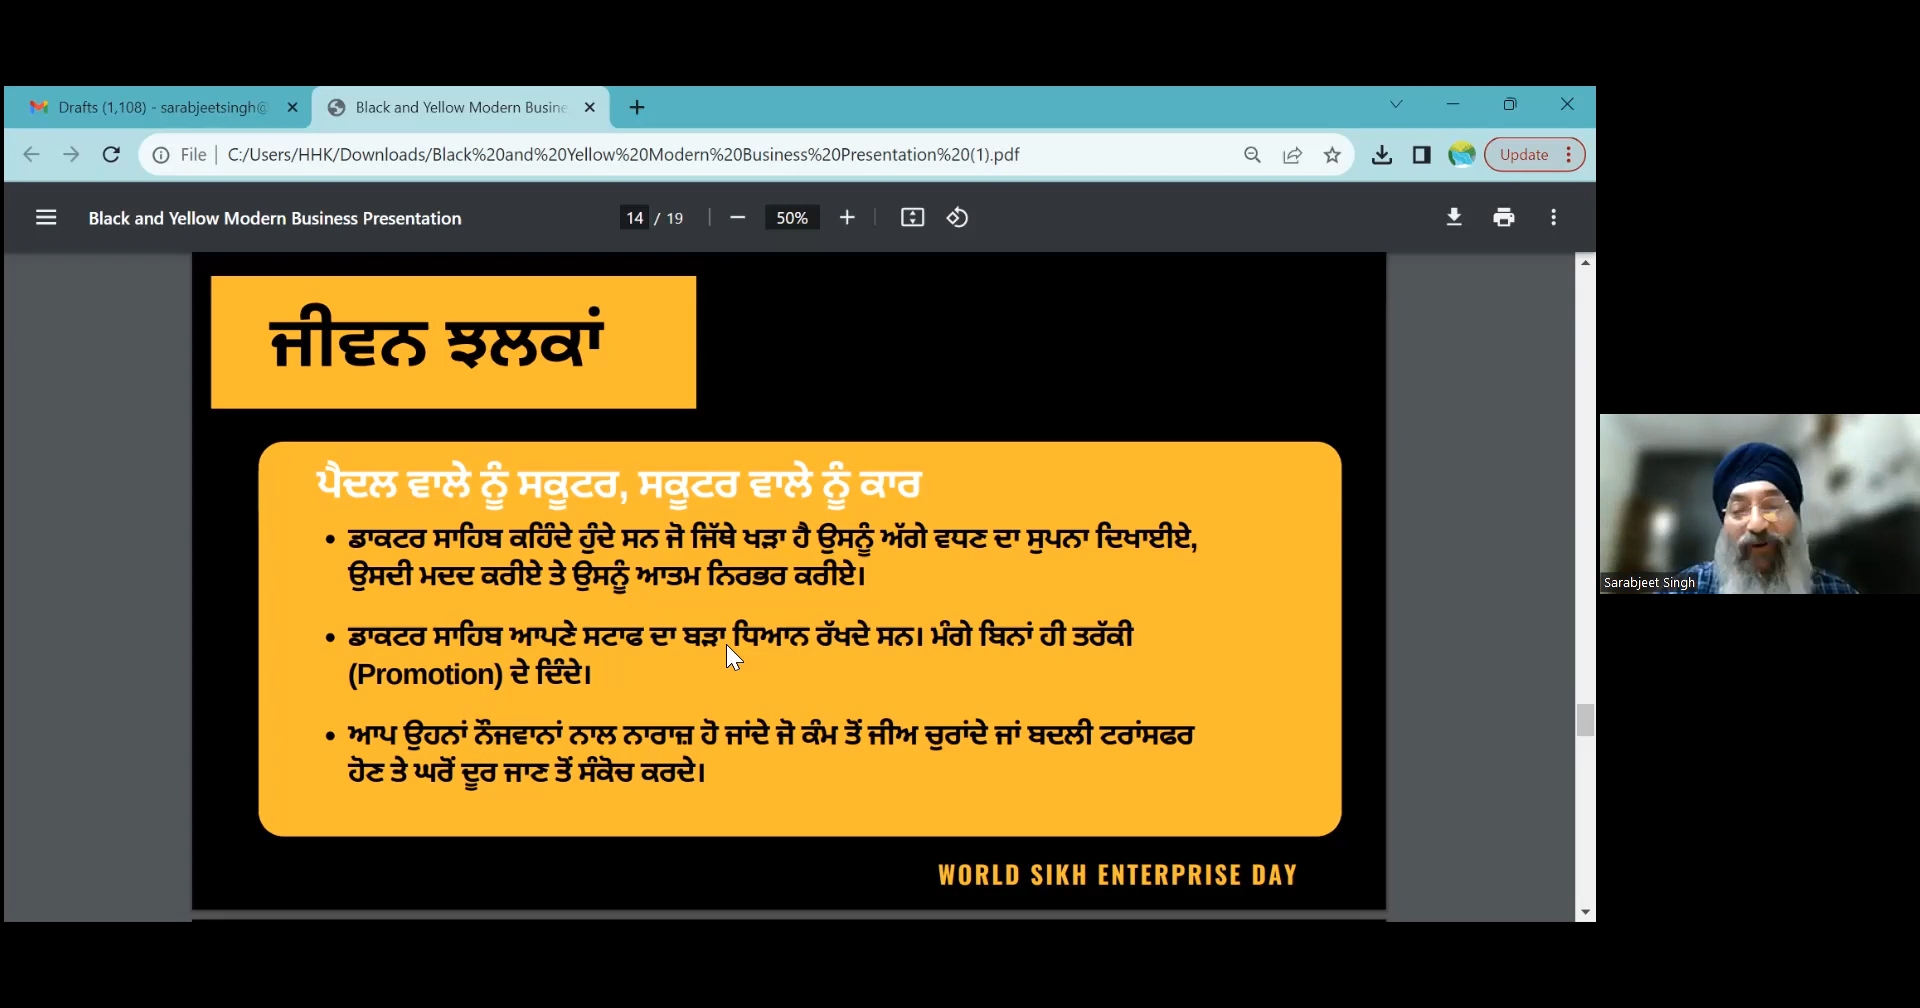 Drafts (1,108) - sarabjeetsingh@
Black and Yellow Modern Busine
File
C:/Users/HHK/Downloads/Black%20and%20Yellow%20Modern%20Business%20Presentation%20(1).pdf
Update
Black and Yellow Modern Business Presentation
14 / 19
50%
ਜੀਵਨ ਝਲਕਾਂ
ਪੈਦਲ ਵਾਲੇ ਨੂੰ ਸਕੂਟਰ, ਸਕੂਟਰ ਵਾਲੇ ਨੂੰ ਕਾਰ
• ਡਾਕਟਰ ਸਾਹਿਬ ਕਹਿੰਦੇ ਹੁੰਦੇ ਸਨ ਜੋ ਜਿੱਥੇ ਖੜਾ ਹੈ ਉਸਨੂੰ ਅੱਗੇ ਵਧਣ ਦਾ ਸੁਪਨਾ ਦਿਖਾਈਏ,
ਉਸਦੀ ਮਦਦ ਕਰੀਏ ਤੇ ਉਸਨੂੰ ਆਤਮ ਨਿਰਭਰ ਕਰੀਏ।
• ਡਾਕਟਰ ਸਾਹਿਬ ਆਪਣੇ ਸਟਾਫ ਦਾ ਬੜਾ ਧਿਆਨ ਰੱਖਦੇ ਸਨ। ਮੰਗੇ ਬਿਨਾਂ ਹੀ ਤਰੱਕੀ
(Promotion) ਦੇ ਦਿੰਦੇ।
• ਆਪ ਉਹਨਾਂ ਨੌਜਵਾਨਾਂ ਨਾਲ ਨਾਰਾਜ਼ ਹੋ ਜਾਂਦੇ ਜੋ ਕੰਮ ਤੋਂ ਜੀਅ ਚੁਰਾਂਦੇ ਜਾਂ ਬਦਲੀ ਟਰਾਂਸਫਰ
ਹੋਣ ਤੇ ਘਰੋਂ ਦੂਰ ਜਾਣ ਤੋਂ ਸੰਕੋਚ ਕਰਦੇ।
WORLD SIKH ENTERPRISE DAY
Sarabjeet Singh